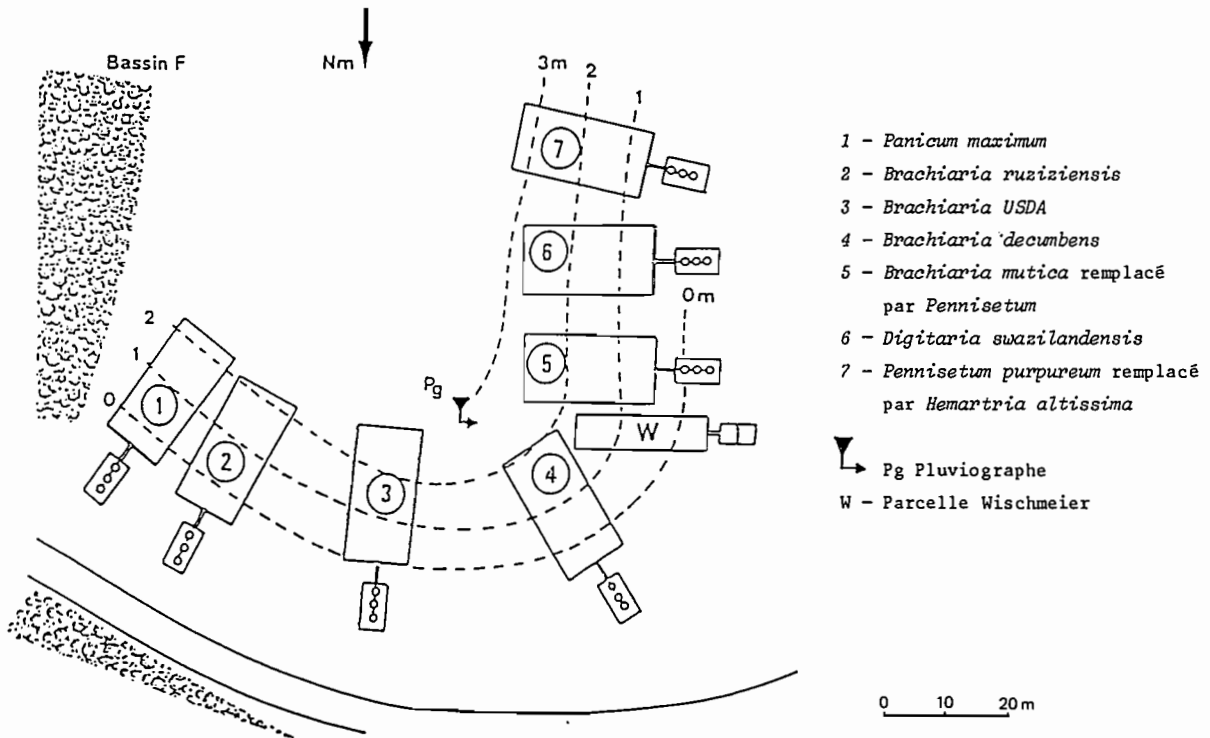 Bassin F
Nm
3m
2
1
7
6
0m
5
Pg
W
2
1
0
1
2
3
4
1 - Panicum maximum
2 - Brachiaria ruziziensis
3 - Brachiaria USDA
4 - Brachiaria decumbens
5 - Brachiaria mutica remplacé
par Pennisetum
6 - Digitaria swazilandensis
7 - Pennisetum purpureum remplacé
par Hemartria altissima
Pg Pluviographe
W - Parcelle Wischmeier
0 10 20 m